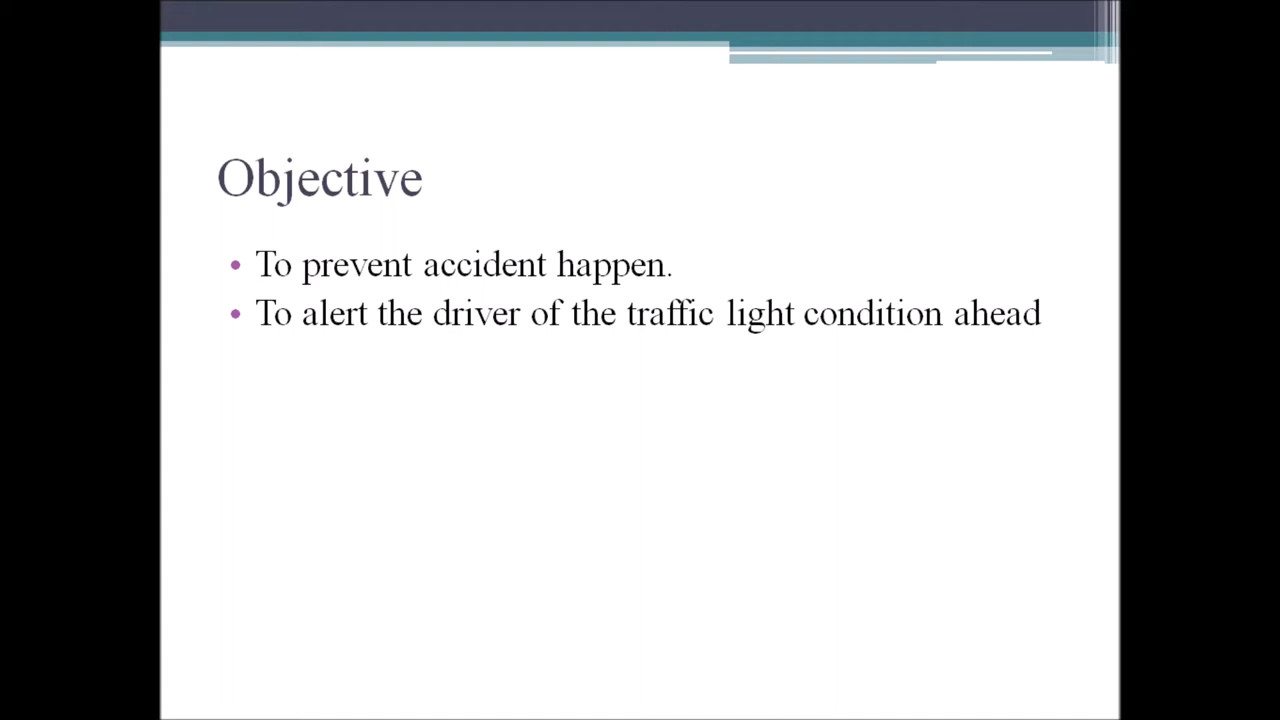 Objective
• To prevent accident happen.
• To alert the driver of the traffic light condition ahead